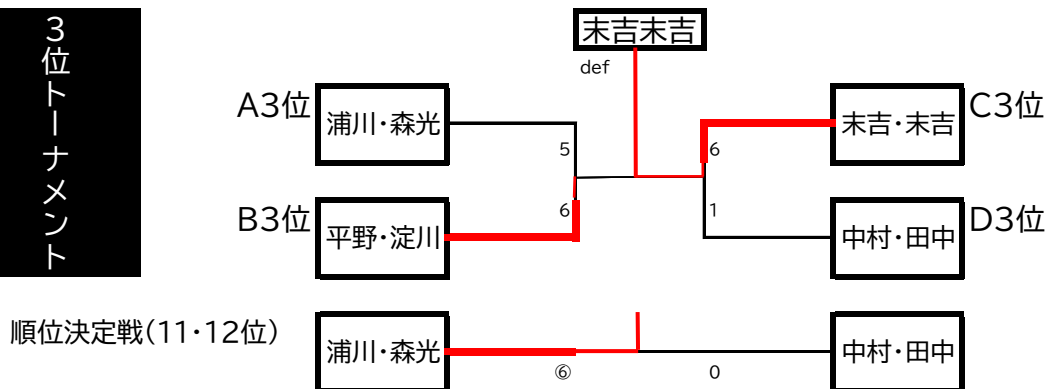 3位トーナメント
末吉末吉
def
A3位
浦川・森光
末吉・末吉
C3位
5
6
6
1
B3位
平野・淀川
中村・田中
D3位
順位決定戦(11・12位)
浦川・森光
中村・田中
⑥
0